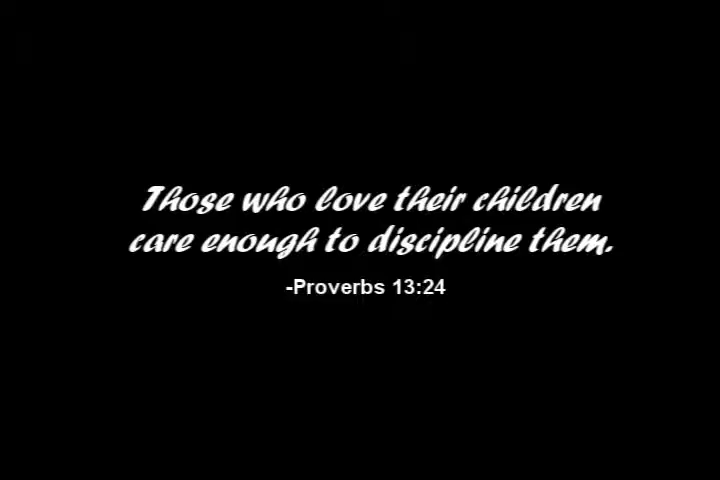 Those who love their children
care enough to discipline them.
-Proverbs 13:24